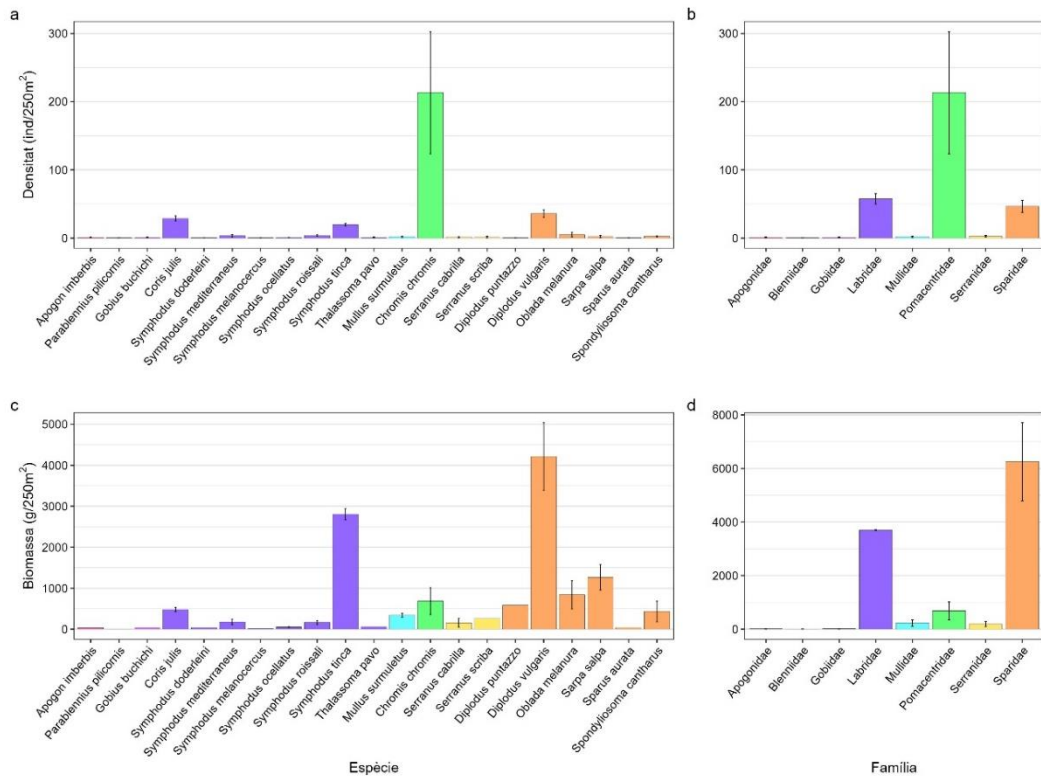 a
b
300
200
100
0
Densitat (ind/250m²)
Apogon imberbis
Parablennius pilicornis
Gobius buchichi
Coris julis
Symphodus doderleini
Symphodus mediterraneus
Symphodus melanocercus
Symphodus ocellatus
Symphodus roissali
Symphodus tinca
Thalassoma pavo
Mullus surmuletus
Chromis chromis
Serranus cabrilla
Serranus scriba
Diplodus puntazzo
Diplodus vulgaris
Oblada melanura
Sarpa salpa
Sparus aurata
Spondyliosoma cantharus
300
200
100
0
Apogonidae
Blenniidae
Gobiidae
Labridae
Mullidae
Pomacentridae
Serranidae
Sparidae
c
d
5000
4000
3000
2000
1000
0
Biomassa (g/250m²)
Apogon imberbis
Parablennius pilicornis
Gobius buchichi
Coris julis
Symphodus doderleini
Symphodus mediterraneus
Symphodus melanocercus
Symphodus ocellatus
Symphodus roissali
Symphodus tinca
Thalassoma pavo
Mullus surmuletus
Chromis chromis
Serranus cabrilla
Serranus scriba
Diplodus puntazzo
Diplodus vulgaris
Oblada melanura
Sarpa salpa
Sparus aurata
Spondyliosoma cantharus
Espècie
8000
6000
4000
2000
0
Apogonidae
Blenniidae
Gobiidae
Labridae
Mullidae
Pomacentridae
Serranidae
Sparidae
Família